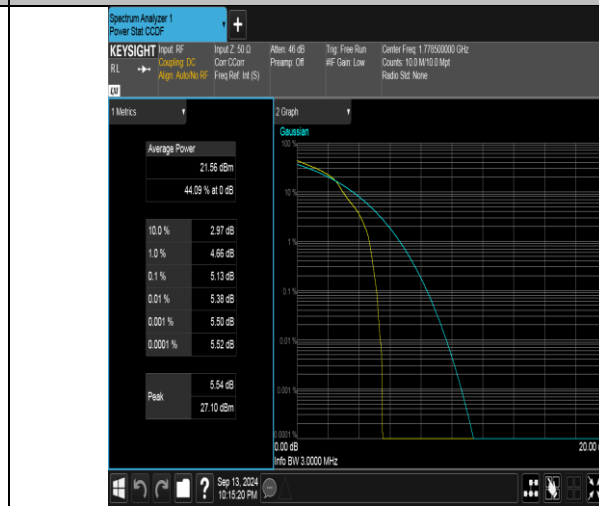 Spectrum Analyzer 1
Power Stat CCDF
+
KEYSIGHT
RL
Input: RF
Coupling: DC
Align: Auto/No RF
Input Z: 50 Ω
Corr CCorr
Freq Ref: Int (S)
Atten: 46 dB
Preamp: Off
Trig: Free Run
#IF Gain: Low
Center Freq: 1.778500000 GHz
Counts: 10.0 M/10.0 Mpt
Radio Std: None
LXI
1 Metrics
2 Graph
Average Power
21.56 dBm
44.09 % at 0 dB
10.0 % 2.97 dB
1.0 % 4.66 dB
0.1 % 5.13 dB
0.01 % 5.38 dB
0.001 % 5.50 dB
0.0001 % 5.52 dB
Peak
5.54 dB
27.10 dBm
Gaussian
100 %
10 %
1 %
0.1 %
0.01 %
0.001 %
0.0001 %
0.00 dB
20.00
Info BW 3.0000 MHz
?
Sep 13, 2024
10:15:20 PM